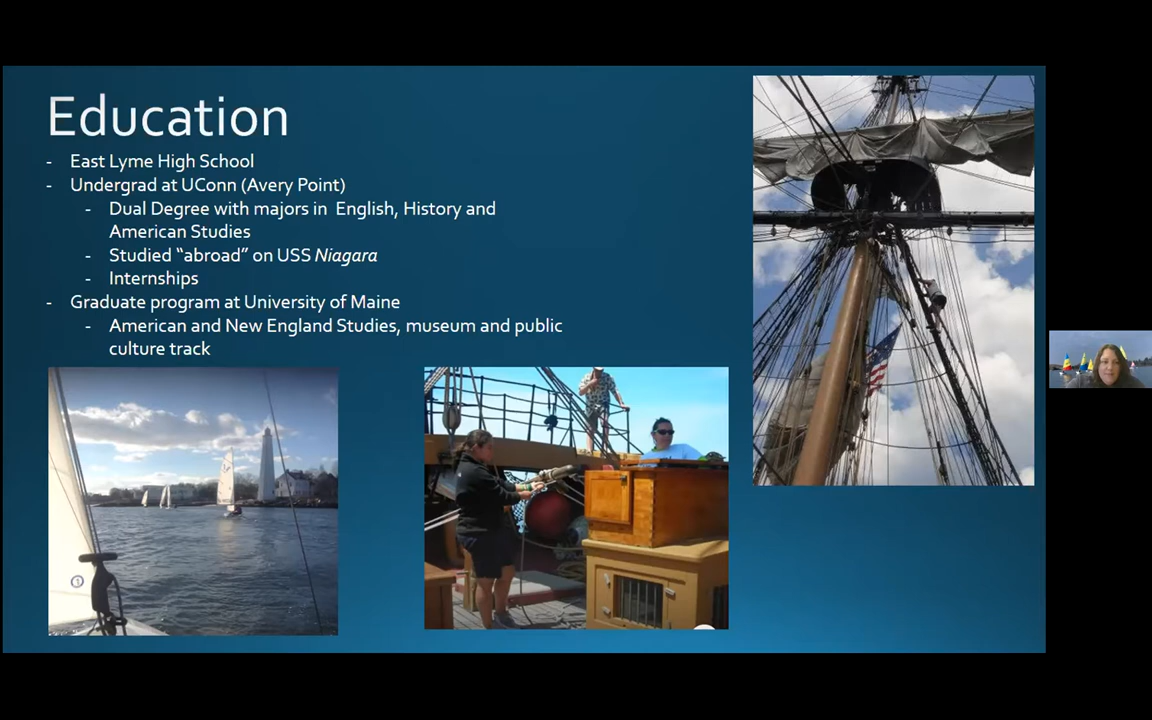 Education
- East Lyme High School
- Undergrad at UConn (Avery Point)
- Dual Degree with majors in English, History and
American Studies
- Studied “abroad” on USS Niagara
- Internships
- Graduate program at University of Maine
- American and New England Studies, museum and public
culture track